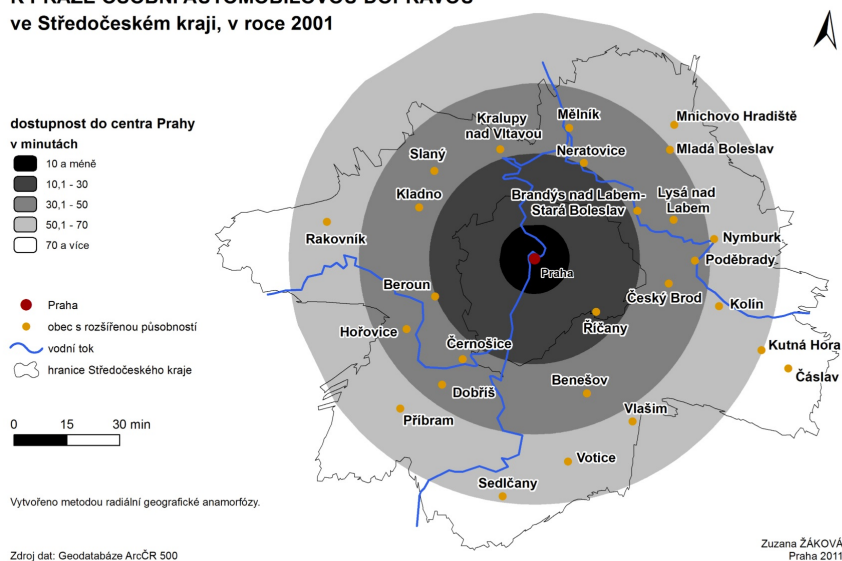 K PRAZE OSOBNÍ AUTOMOBILOVOU DOPRAVOU
ve Středočeském kraji, v roce 2001
dostupnost do centra Prahy
v minutách
10 a méně
10,1 - 30
30,1 - 50
50,1 - 70
70 a více
Praha
obec s rozšířenou působností
vodní tok
hranice Středočeského kraje
0 15 30 min
Vytvořeno metodou radiální geografické anamorfózy.
Zdroj dat: Geodatabáze ArcČR 500
Mělník
Kralupy
nad Vltavou
Mnichovo Hradiště
Slaný
Neratovice
Mladá Boleslav
Kladno
Brandýs nad Labem-
Stará Boleslav
Lysá nad
Labem
Rakovník
Nymburk
Praha
Poděbrady
Beroun
Český Brod
Kolín
Hořovice
Říčany
Černošice
Kutná Hora
Čáslav
Dobříš
Benešov
Příbram
Vlašim
Votice
Sedlčany
Zuzana ŽÁKOVÁ
Praha 2011